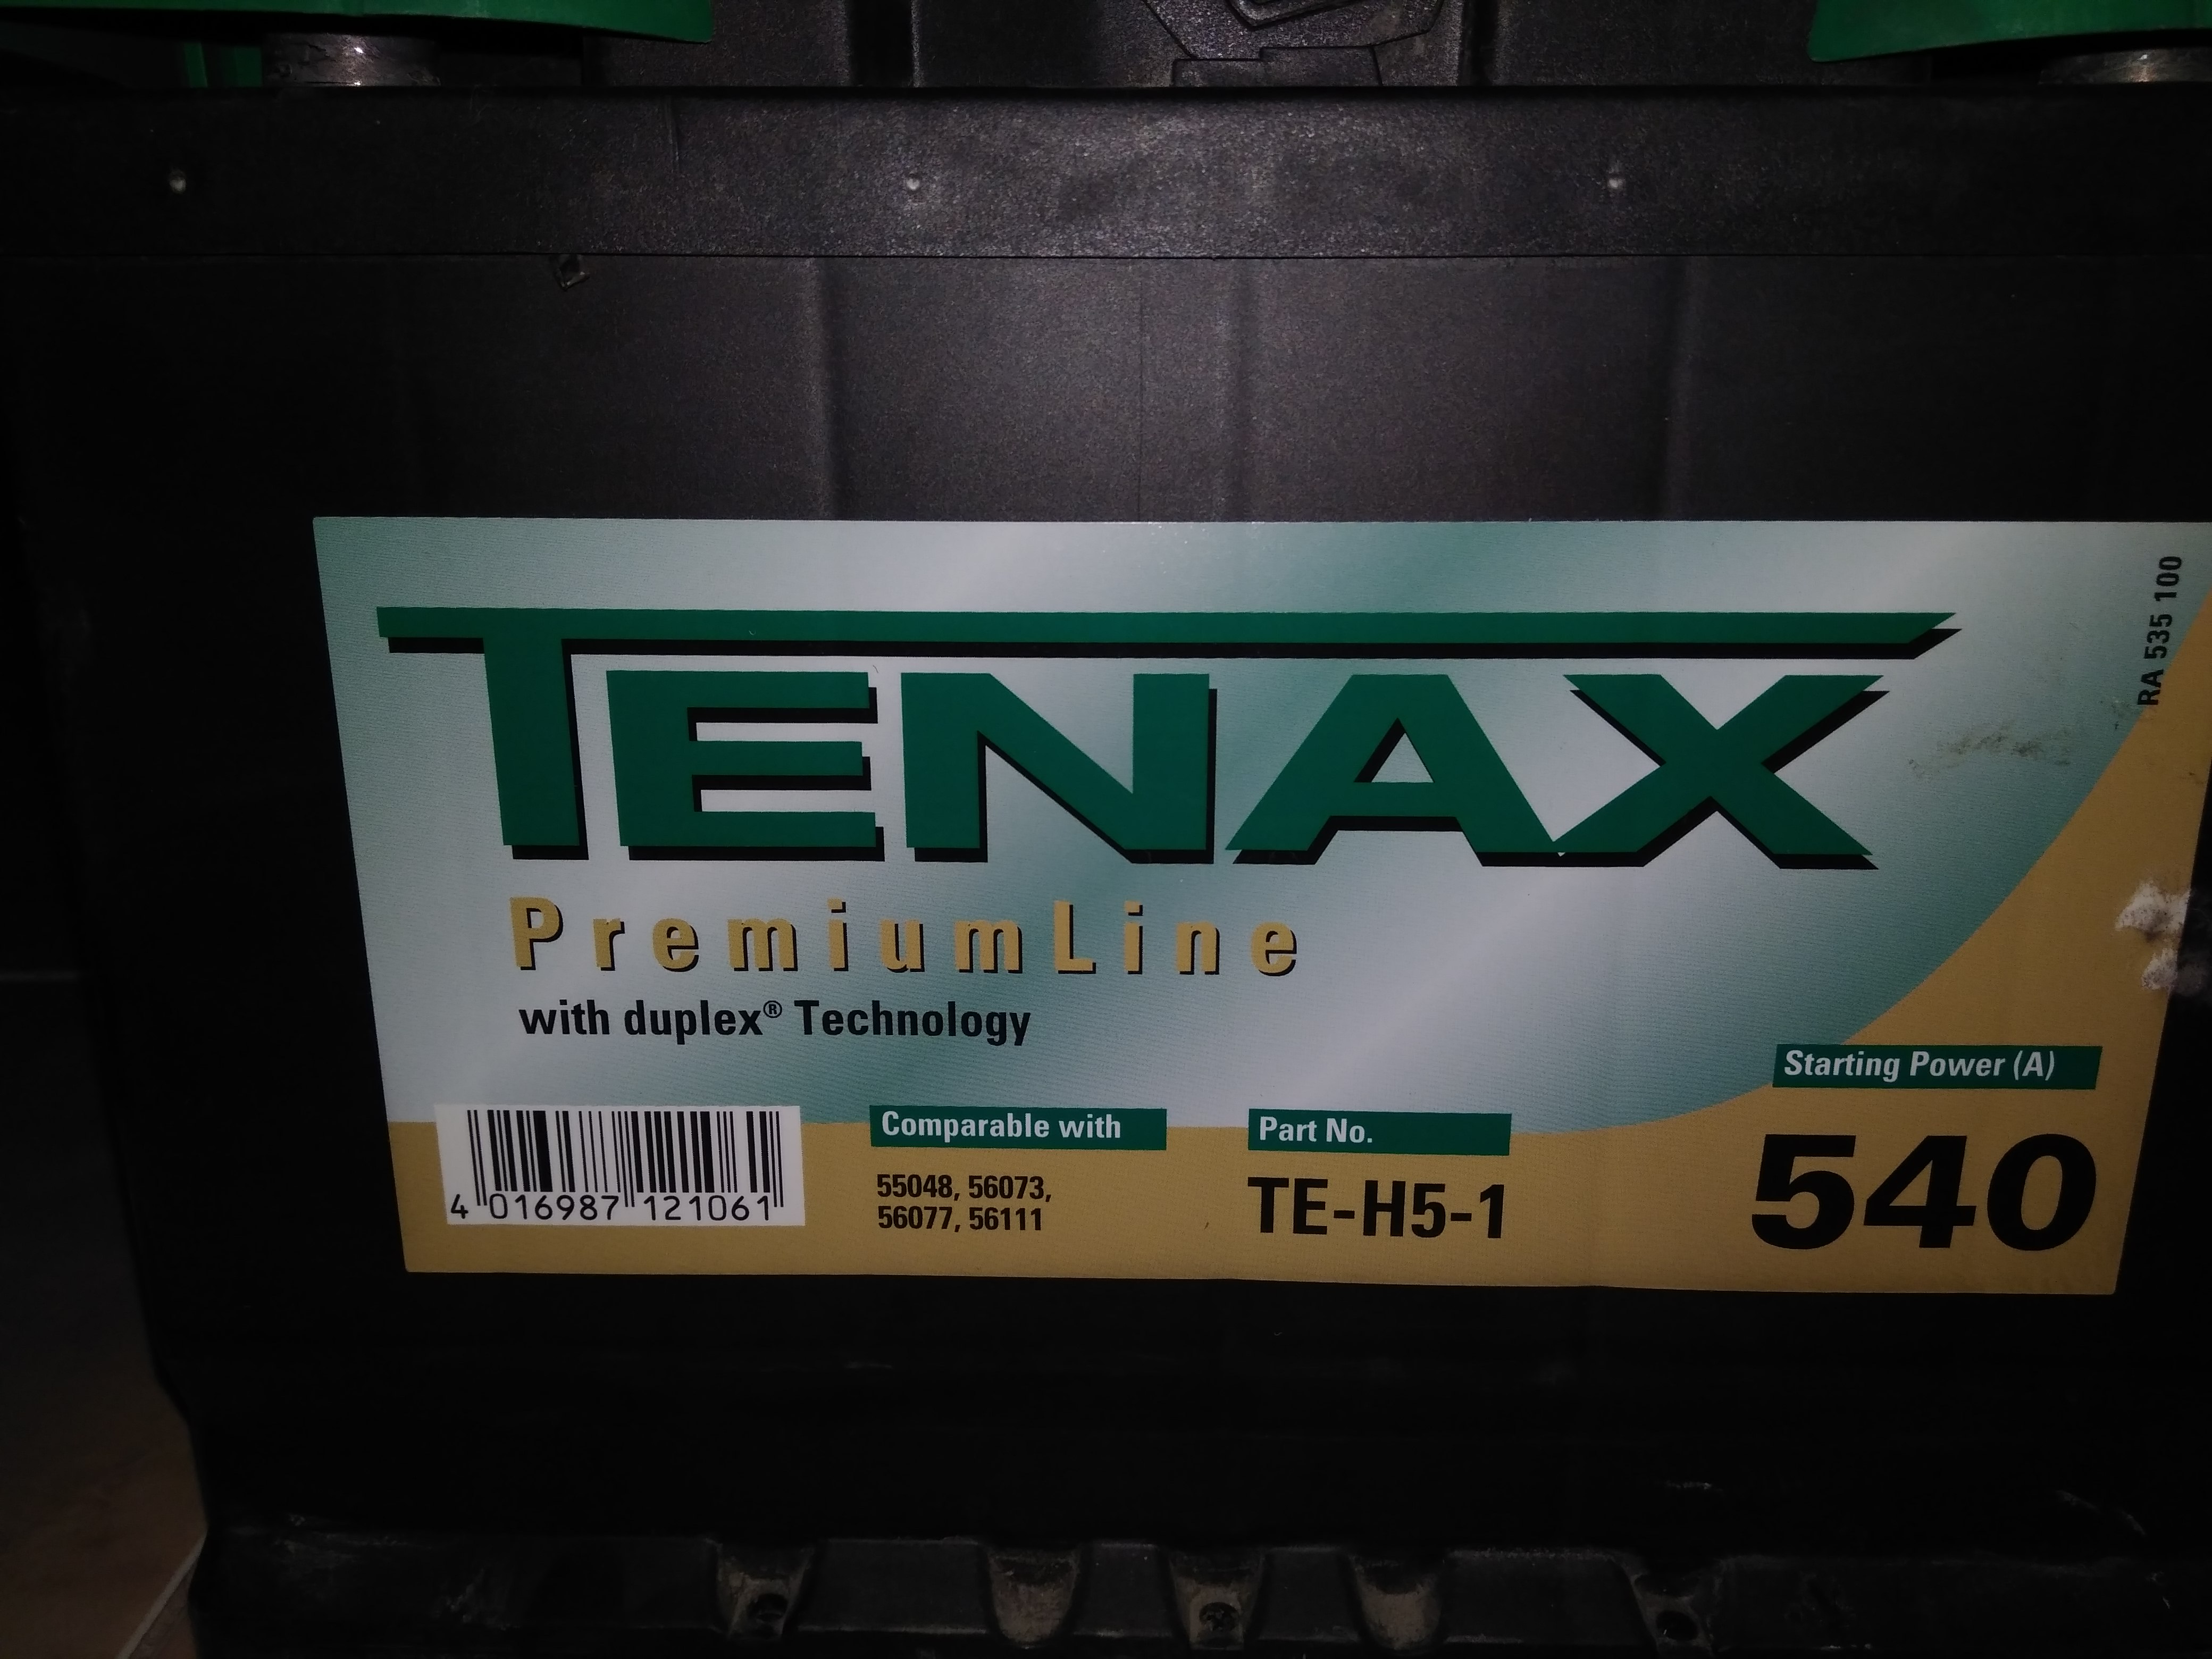 TENAX
RA 535 100
PremiumLine
with duplex® Technology
Starting Power (A)
540
Comparable with
55048, 56073,
56077, 56111
Part No.
TE-H5-1
4 016987 121061